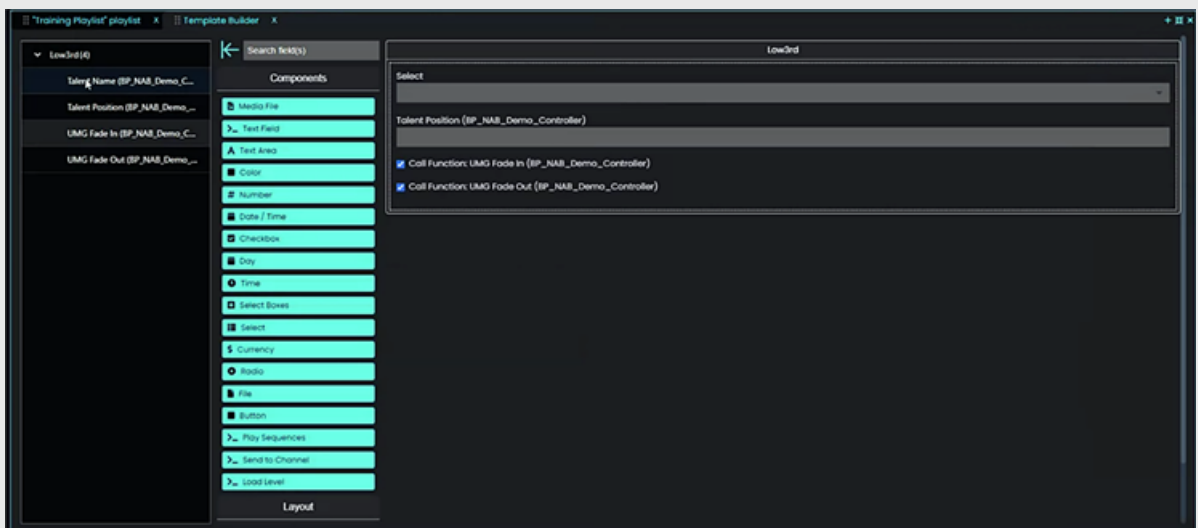 "Training Playlist" playlist X
Template Builder X
Low3rd(4)
Talent Name (BP_NAB_Demo_C...
Talent Position (BP_NAB_Demo_...
UMG Fade In (BP_NAB_Demo_C...
UMG Fade Out (BP_NAB_Demo_...
Search field(s)
Components
Media File
Text Field
Text Area
Color
Number
Date / Time
Checkbox
Day
Time
Select Boxes
Select
Currency
Radio
File
Button
Play Sequences
Send to Channel
Load Level
Layout
Low3rd
Select
Talent Position (BP_NAB_Demo_Controller)
Call Function: UMG Fade In (BP_NAB_Demo_Controller)
Call Function: UMG Fade Out (BP_NAB_Demo_Controller)